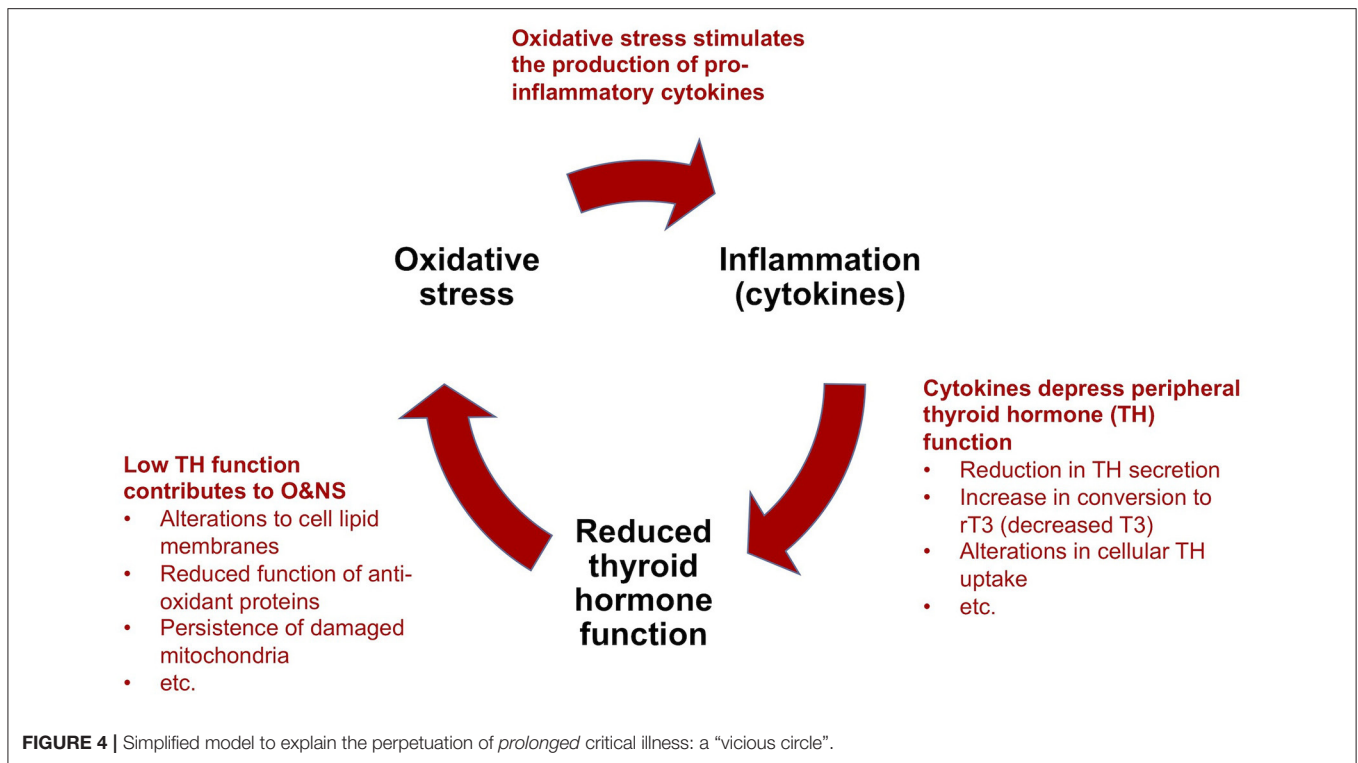 Oxidative stress stimulates
the production of pro-
inflammatory cytokines
Oxidative
stress
Inflammation
(cytokines)
Cytokines depress peripheral
thyroid hormone (TH)
function
• Reduction in TH secretion
• Increase in conversion to
rT3 (decreased T3)
• Alterations in cellular TH
uptake
• etc.
Reduced
thyroid
hormone
function
Low TH function
contributes to O&NS
• Alterations to cell lipid
membranes
• Reduced function of anti-
oxidant proteins
• Persistence of damaged
mitochondria
• etc.
FIGURE 4 | Simplified model to explain the perpetuation of prolonged critical illness: a “vicious circle”.